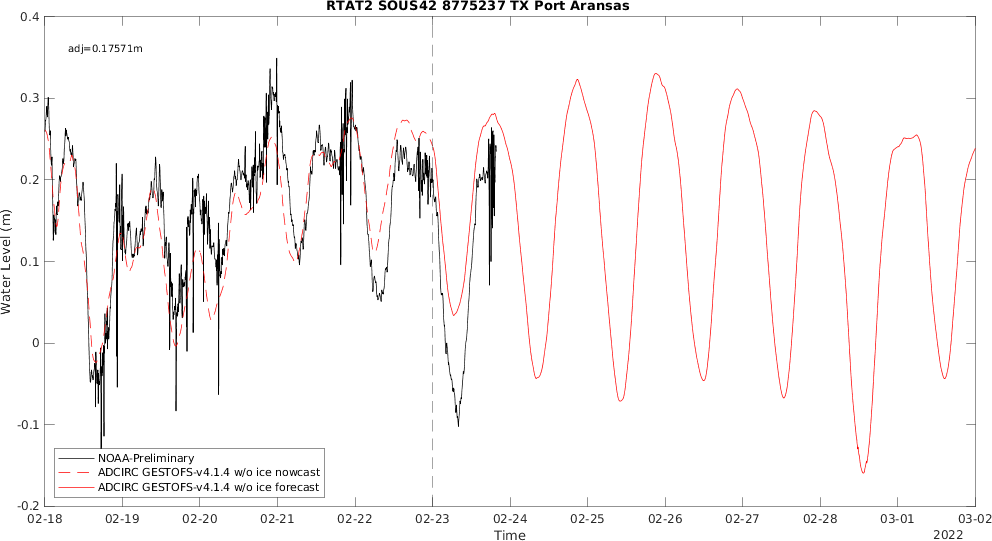 RTAT2 SOUS42 8775237 TX Port Aransas
adj=0.17571m
0.4
0.3
0.2
0.1
0
-0.1
-0.2
Water Level (m)
NOAA-Preliminary
ADCIRC GESTOFS-v4.1.4 w/o ice nowcast
ADCIRC GESTOFS-v4.1.4 w/o ice forecast
02-18 02-19 02-20 02-21 02-22 02-23 02-24 02-25 02-26 02-27 02-28 03-01 03-02
Time
2022